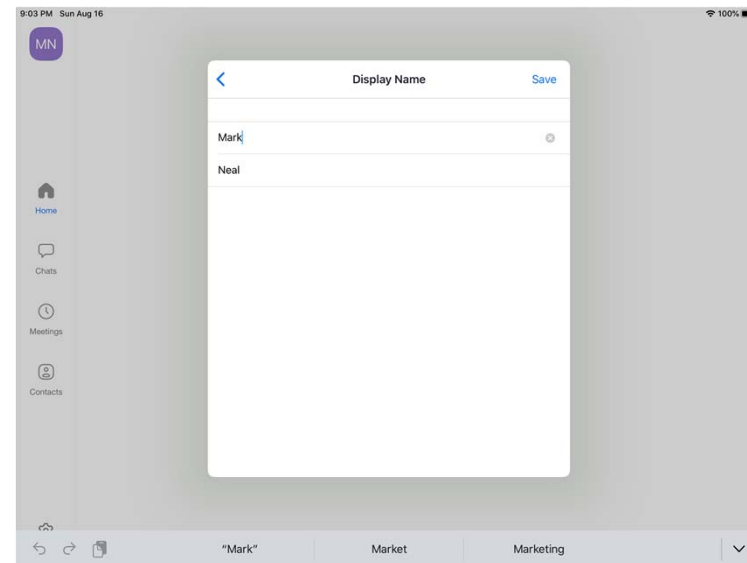 9:03 PM Sun Aug 16
100%
MN
Display Name
Save
Mark
Neal
Home
Chats
Meetings
Contacts
"Mark"
Market
Marketing